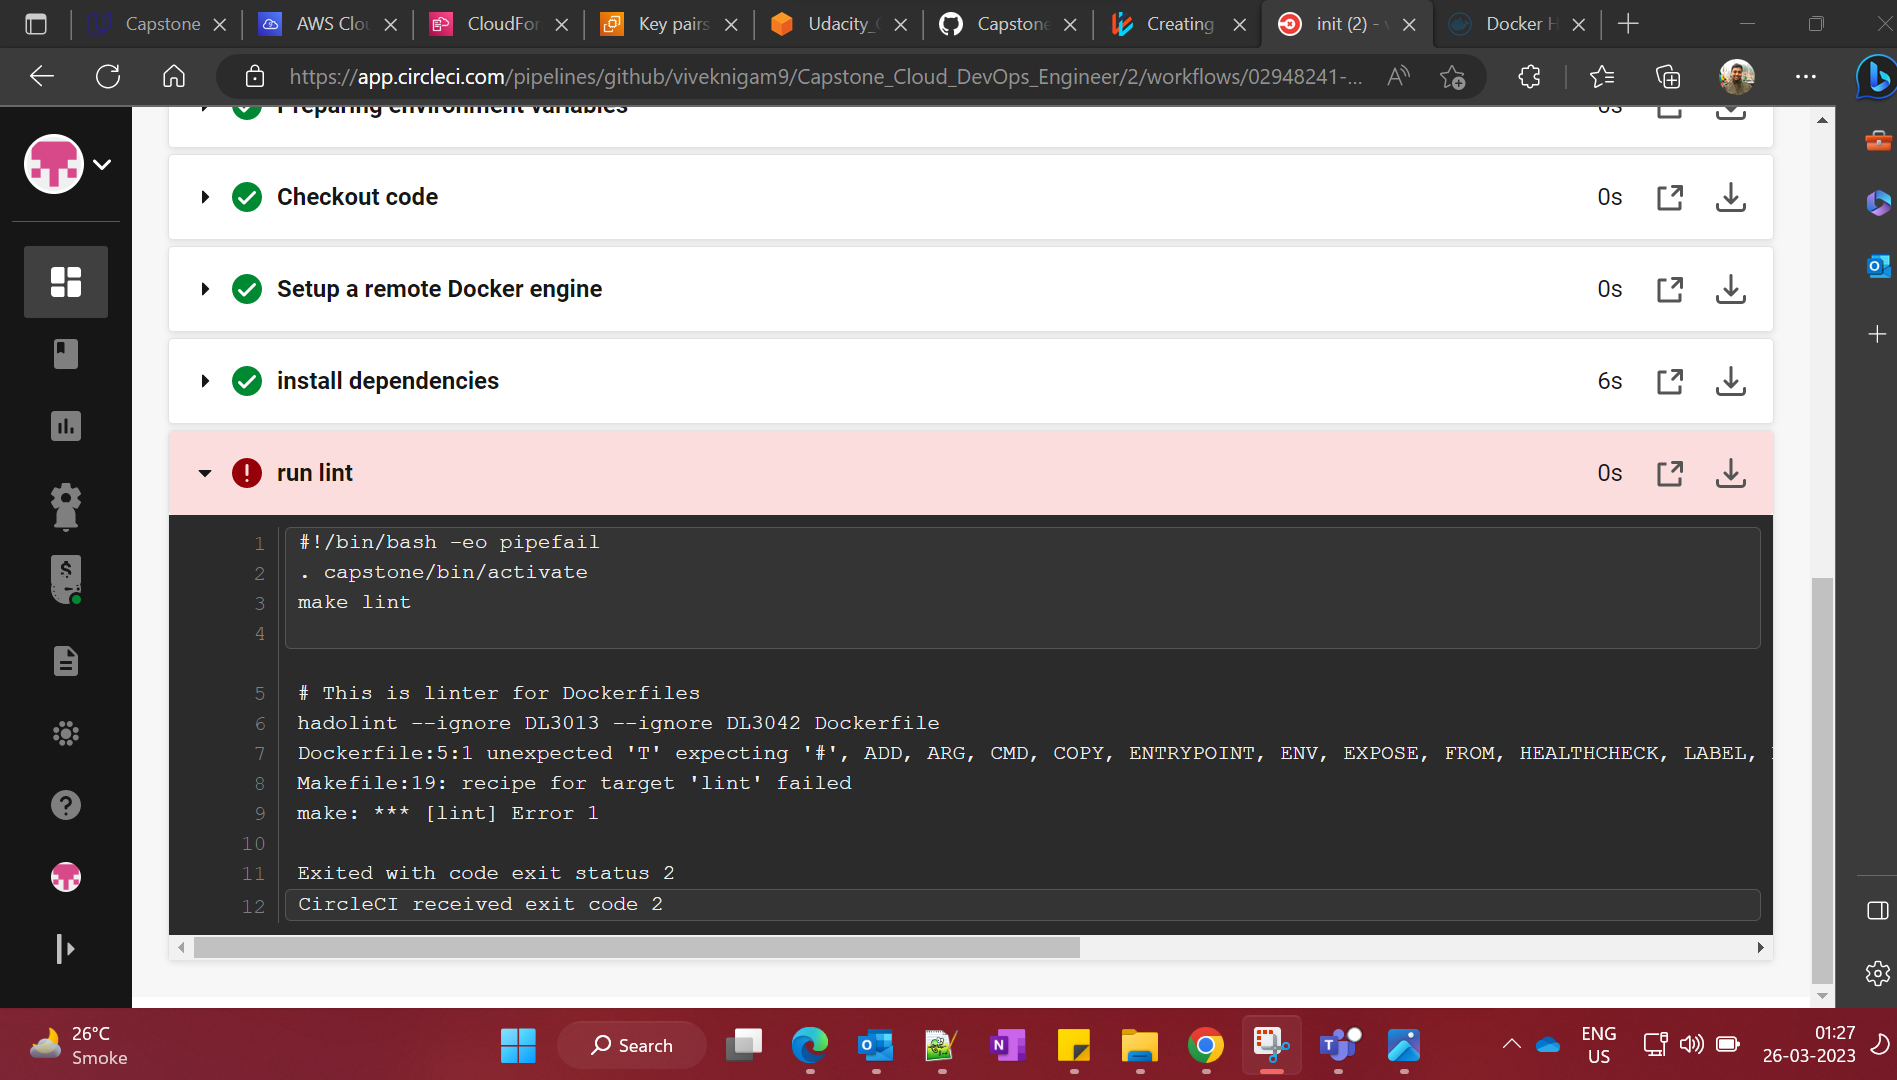 Capstone
AWS Clou
CloudFor
Key pairs
Udacity_
Capstone
Creating
init (2) -
Docker H
https://app.circleci.com/pipelines/github/viveknigam9/Capstone_Cloud_DevOps_Engineer/2/workflows/02948241-...
Preparing environment variables
0s
Checkout code
0s
Setup a remote Docker engine
0s
install dependencies
6s
run lint
0s
1 #!/bin/bash -eo pipefail
2 . capstone/bin/activate
3 make lint
4
5 # This is linter for Dockerfiles
6 hadolint --ignore DL3013 --ignore DL3042 Dockerfile
7 Dockerfile:5:1 unexpected 'T' expecting '#', ADD, ARG, CMD, COPY, ENTRYPOINT, ENV, EXPOSE, FROM, HEALTHCHECK, LABEL,
8 Makefile:19: recipe for target 'lint' failed
9 make: *** [lint] Error 1
10
11 Exited with code exit status 2
12 CircleCI received exit code 2
26°C
Smoke
Search
ENG
US
01:27
26-03-2023